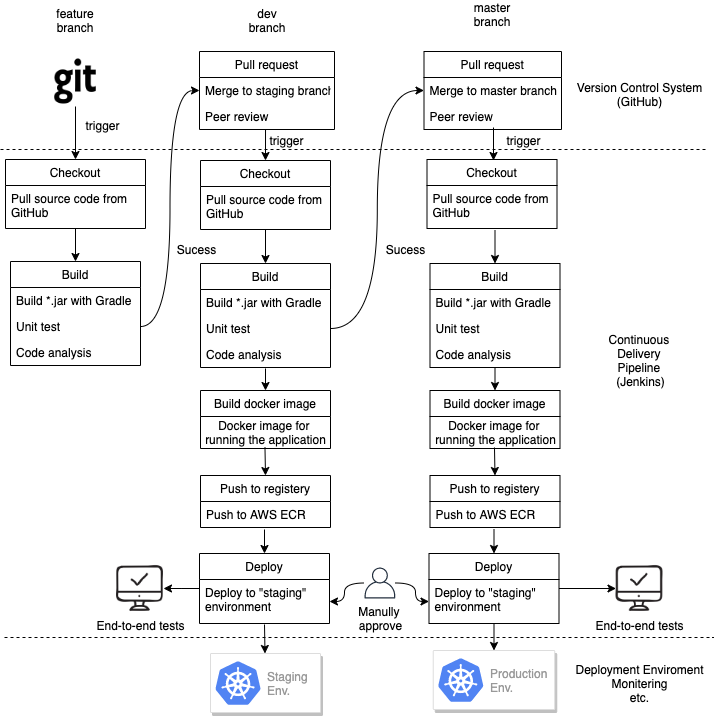 feature
branch
dev
branch
master
branch
git
trigger
Pull request
Merge to staging branch
Peer review
trigger
Pull request
Merge to master branch
Peer review
trigger
Version Control System
(GitHub)
Checkout
Pull source code from
GitHub
Checkout
Pull source code from
GitHub
Checkout
Pull source code from
GitHub
Sucess
Sucess
Build
Build *.jar with Gradle
Unit test
Code analysis
Build
Build *.jar with Gradle
Unit test
Code analysis
Build
Build *.jar with Gradle
Unit test
Code analysis
Continuous
Delivery
Pipeline
(Jenkins)
Build docker image
Docker image for
running the application
Build docker image
Docker image for
running the application
Push to registery
Push to AWS ECR
Push to registery
Push to AWS ECR
Deploy
Deploy to "staging"
environment
Deploy
Deploy to "staging"
environment
End-to-end tests
Manully
approve
End-to-end tests
Staging
Env.
Production
Env.
Deployment Enviroment
Monitering
etc.